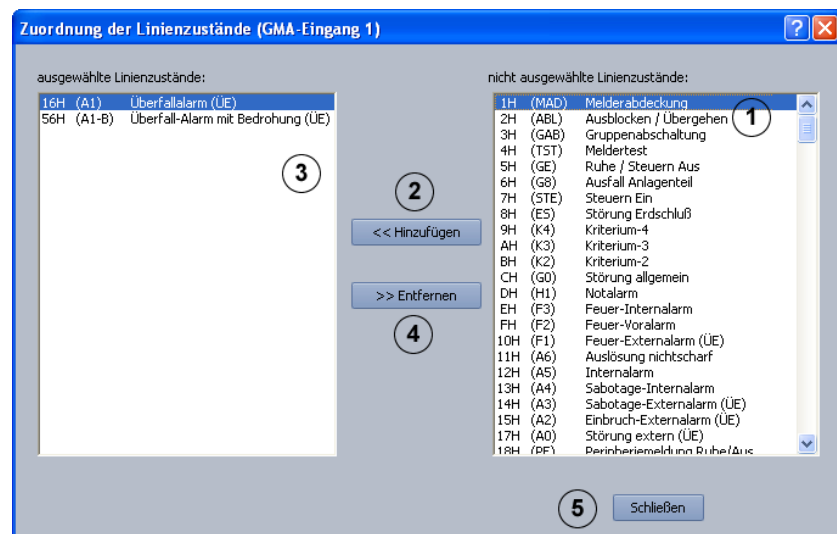 Zuordnung der Linienzustände (GMA-Eingang 1)
ausgewählte Linienzustände:
16H (A1) Überfallalarm (ÜE)
56H (A1-B) Überfall-Alarm mit Bedrohung (ÜE)
3
2
<< Hinzufügen
>> Entfernen
4
nicht ausgewählte Linienzustände:
1H (MAD) Melderabdeckung
2H (ABL) Ausblocken / Übergehen
3H (GAB) Gruppenabschaltung
4H (TST) Meldertest
5H (GE) Ruhe / Steuern Aus
6H (G8) Ausfall Anlagenteil
7H (STE) Steuern Ein
8H (ES) Störung Erdschluß
9H (K4) Kriterium-4
AH (K3) Kriterium-3
BH (K2) Kriterium-2
CH (G0) Störung allgemein
DH (H1) Notalarm
EH (F3) Feuer-Internalarm
FH (F2) Feuer-Voralarm
10H (F1) Feuer-Externalarm (ÜE)
11H (A6) Auslösung nichtscharf
12H (A5) Internalarm
13H (A4) Sabotage-Internalarm
14H (A3) Sabotage-Externalarm (ÜE)
15H (A2) Einbruch-Externalarm (ÜE)
17H (A0) Störung extern (ÜE)
18H (PE) Peripheriemeldung Ruhe/Aus
1
5
Schließen